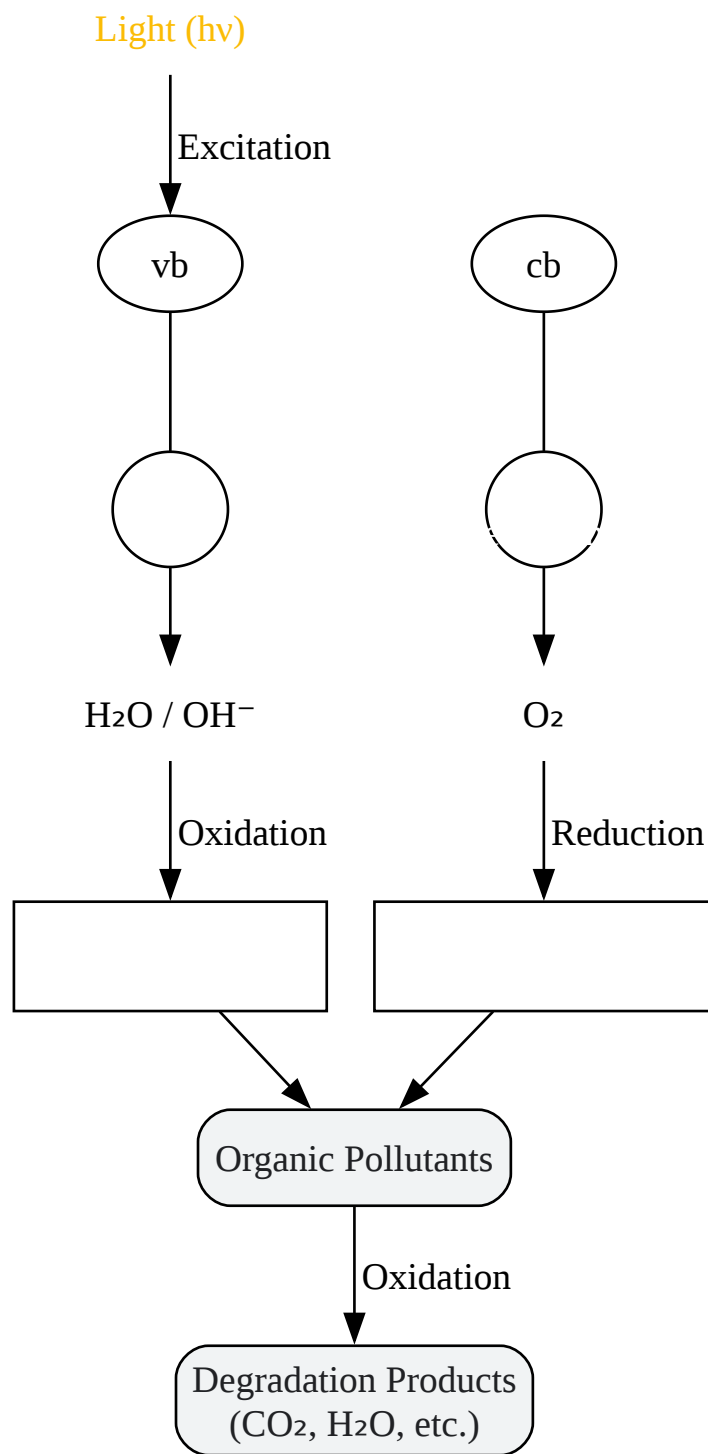 Light (hν)
Excitation
vb
cb
H₂O / OH⁻
O₂
Oxidation
Reduction
Organic Pollutants
Oxidation
Degradation Products
(CO₂, H₂O, etc.)